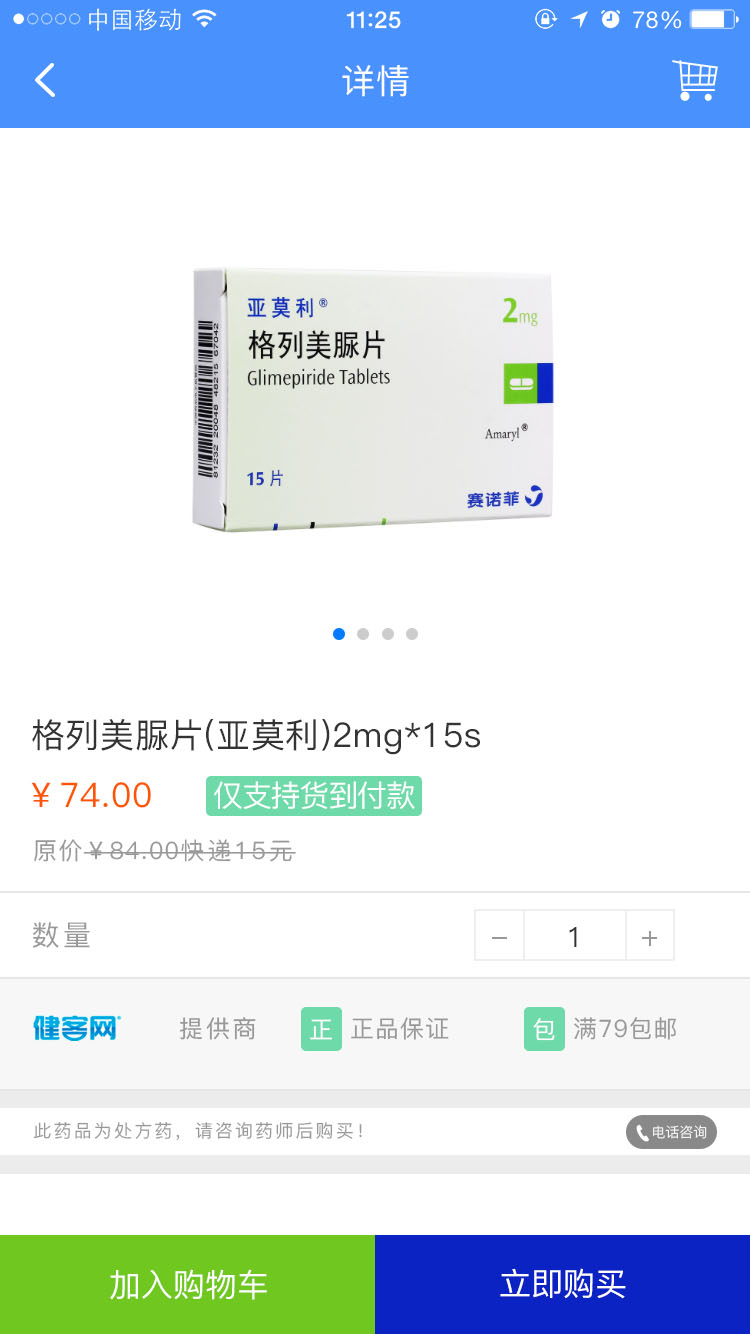 中国移动
11:25
78%
详情
亚莫利®
2mg
格列美脲片
Glimepiride Tablets
Amaryl®
15 片
赛诺菲
格列美脲片(亚莫利)2mg*15s
¥ 74.00
仅支持货到付款
原价¥84.00快递15元
数量
− 1 +
健客网
提供商
正 正品保证
包 满79包邮
此药品为处方药，请咨询药师后购买！
电话咨询
加入购物车
立即购买